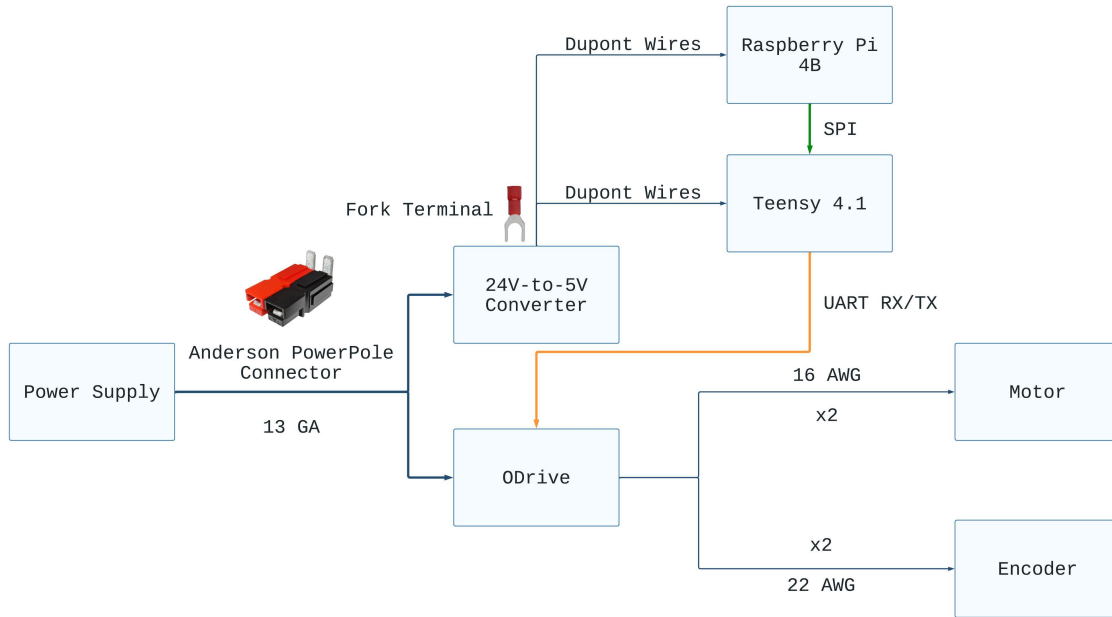 Dupont Wires
Raspberry Pi
4B
SPI
Dupont Wires
Teensy 4.1
Fork Terminal
24V-to-5V
Converter
UART RX/TX
Anderson PowerPole
Connector
Power Supply
13 GA
16 AWG
x2
Motor
ODrive
x2
22 AWG
Encoder